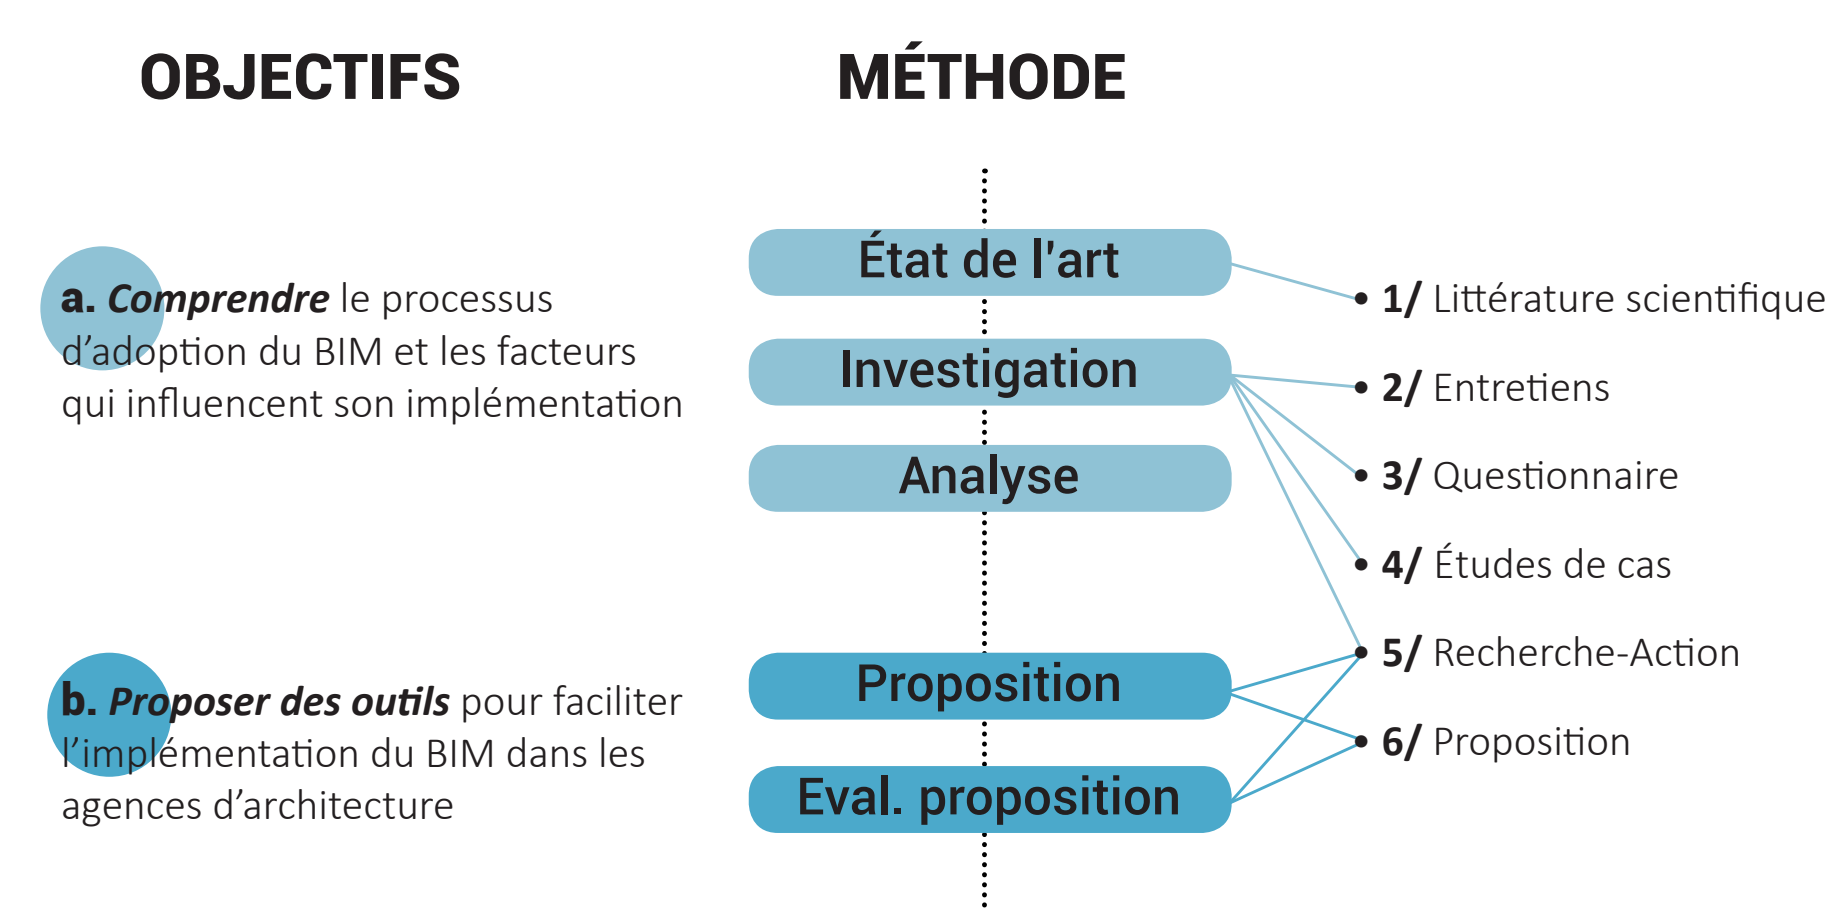 OBJECTIFS
a. Comprendre le processus
d’adoption du BIM et les facteurs
qui influencent son implémentation
b. Proposer des outils pour faciliter
l’implémentation du BIM dans les
agences d’architecture
MÉTHODE
État de l'art
Investigation
Analyse
Proposition
Eval. proposition
• 1/ Littérature scientifique
• 2/ Entretiens
• 3/ Questionnaire
• 4/ Études de cas
• 5/ Recherche-Action
• 6/ Proposition